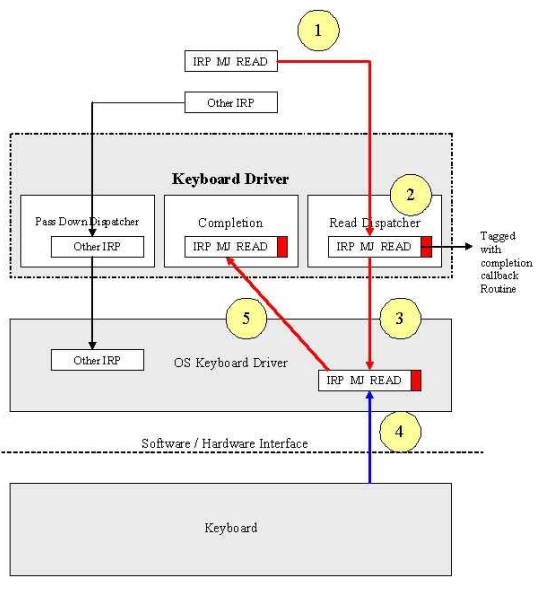 1
IRP MJ READ
Other IRP
Keyboard Driver
2
Pass Down Dispatcher
Completion
Read Dispatcher
Other IRP
IRP MJ READ
IRP MJ READ
Tagged
with
completion
callback
Routine
5
3
Other IRP
OS Keyboard Driver
IRP MJ READ
4
Software / Hardware Interface
Keyboard